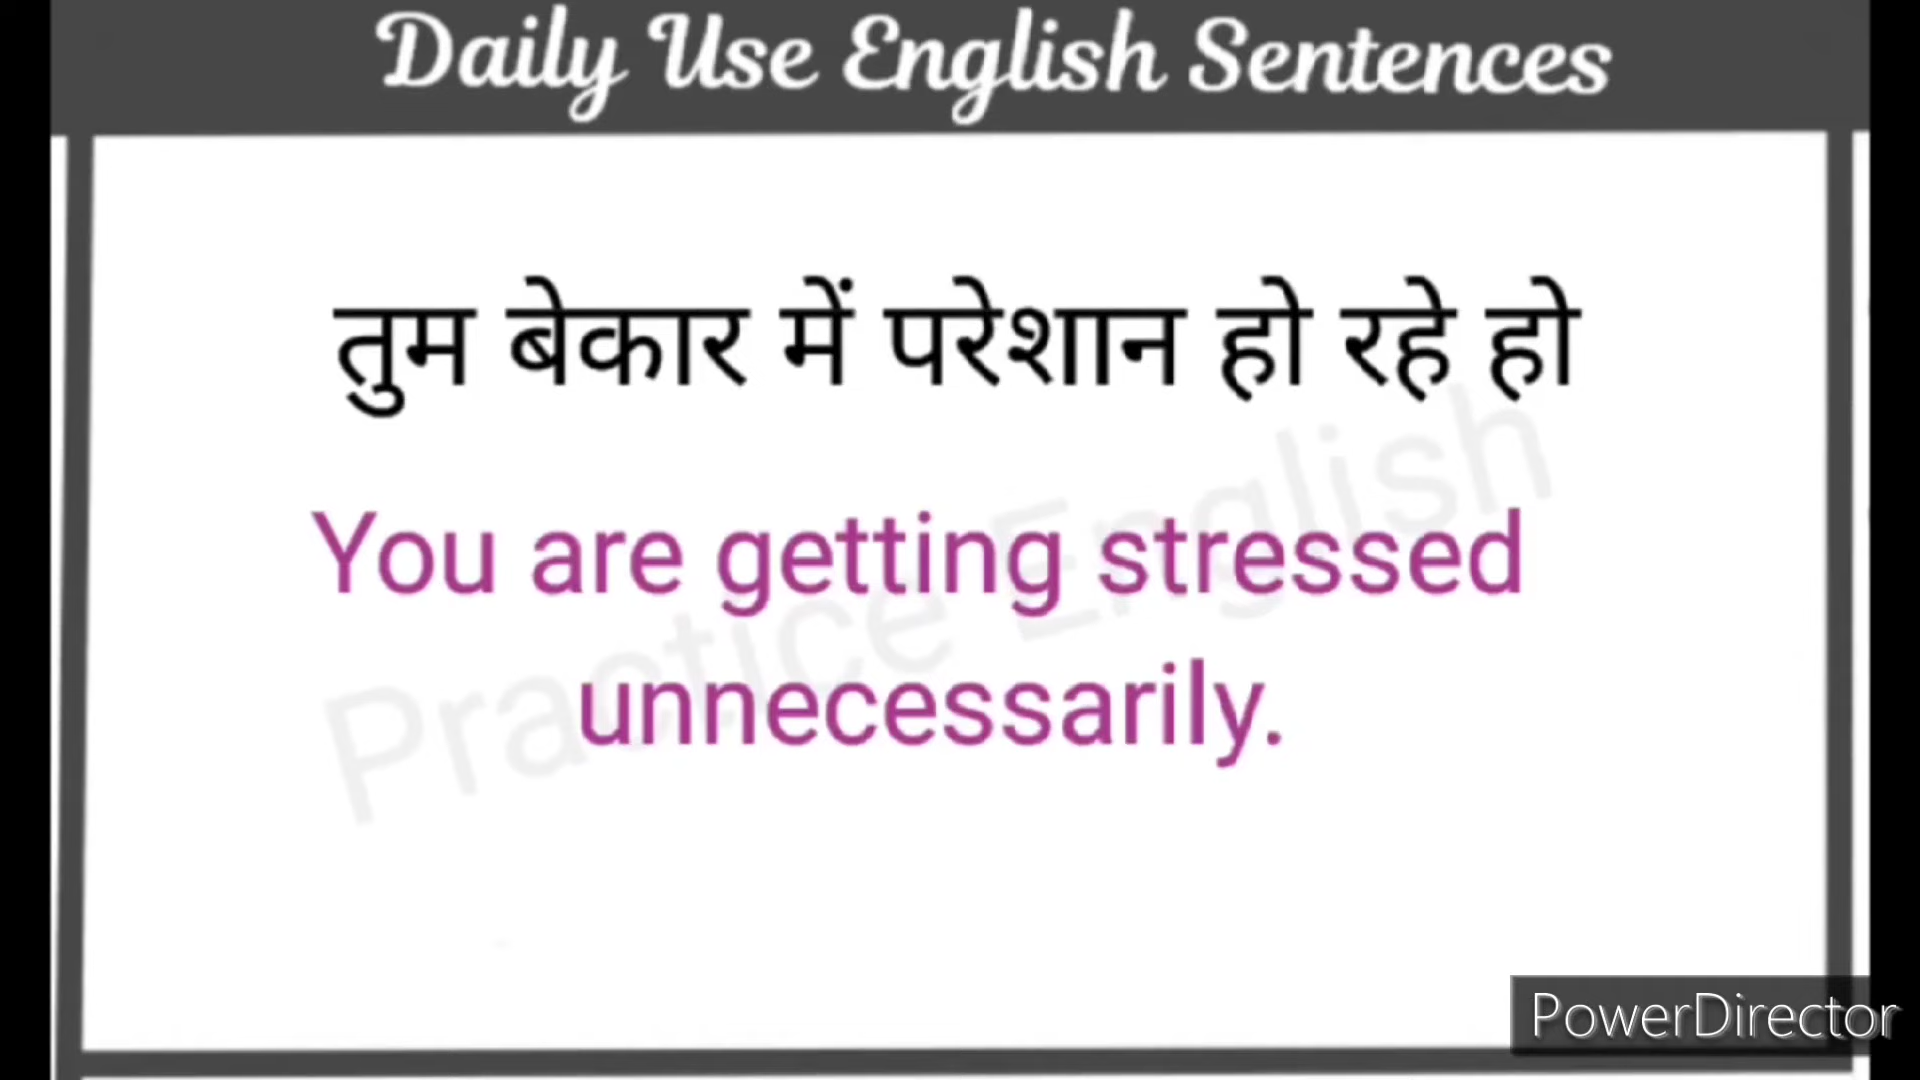 Daily Use English Sentences
तुम बेकार में परेशान हो रहे हो
You are getting stressed
unnecessarily.
Practice English
PowerDirector